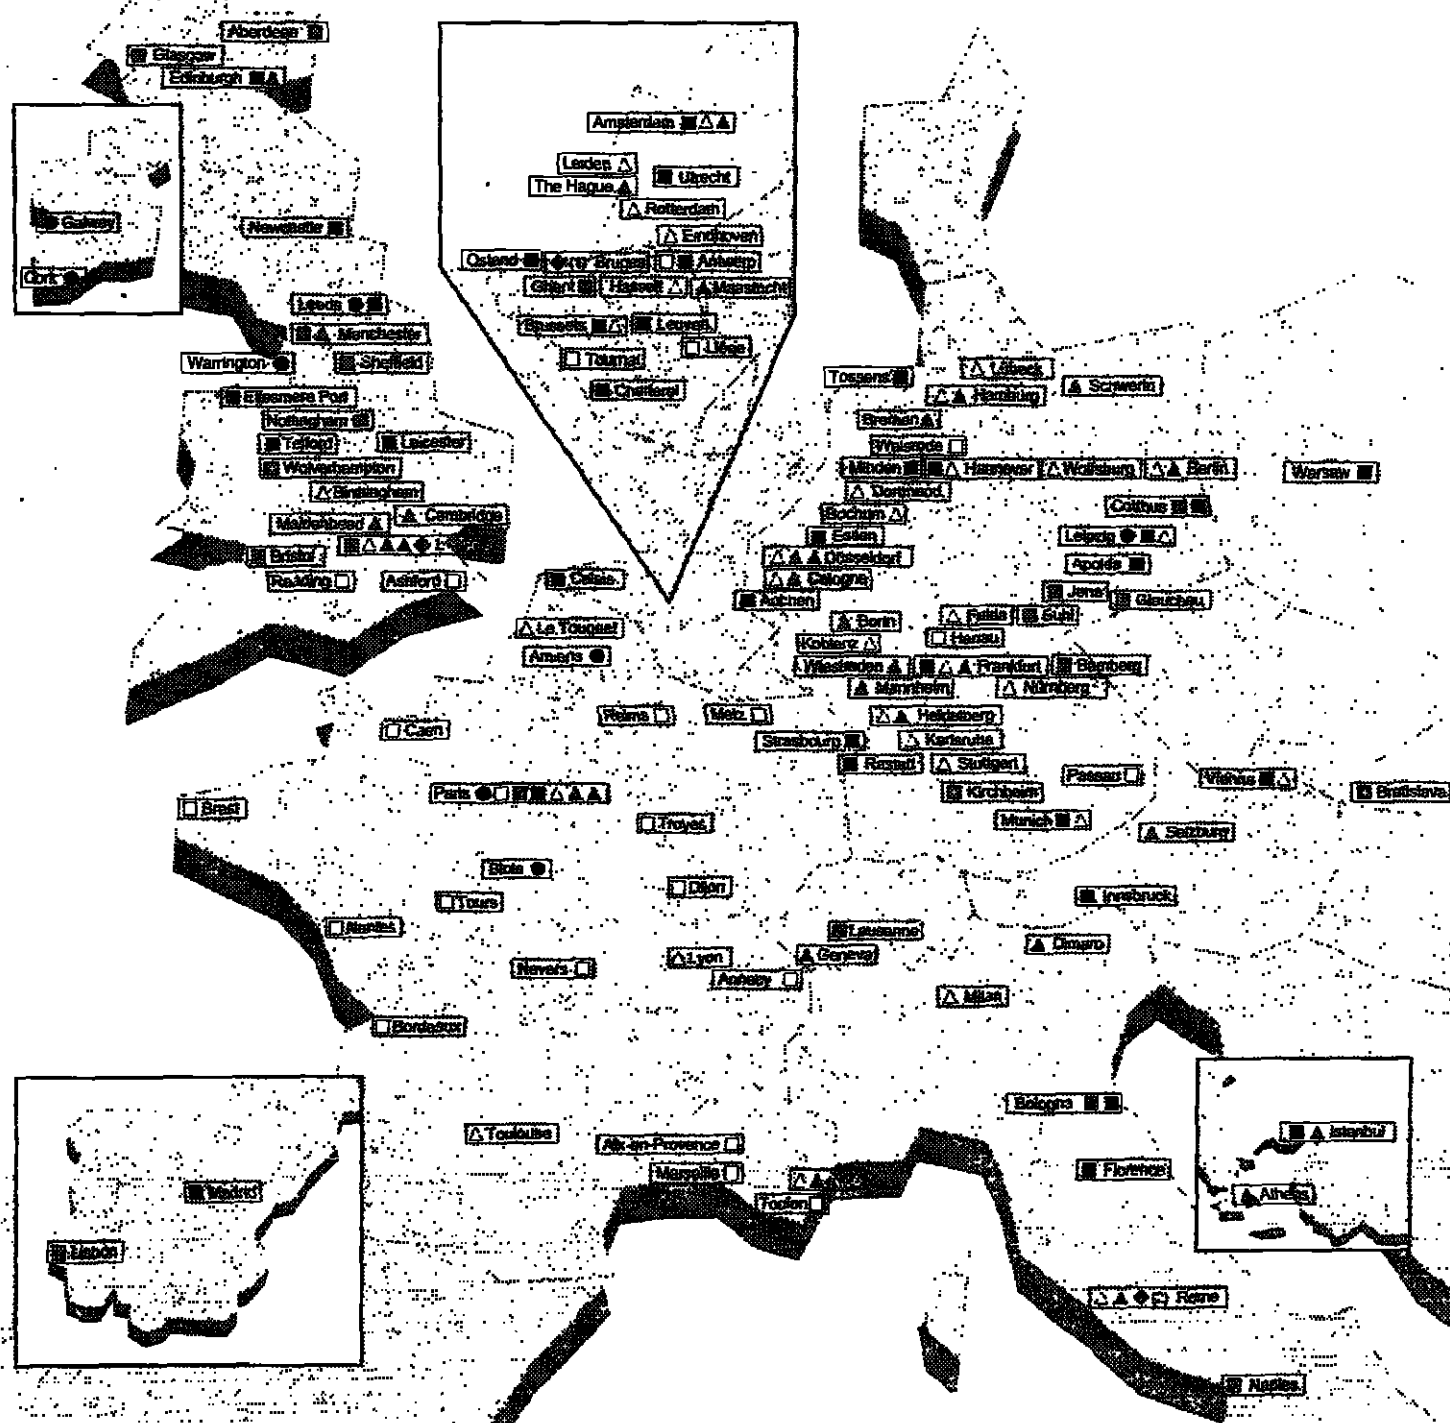 Aberdeen
Glasgow
Edinburgh
Amsterdam
Leiden
Utrecht
The Hague
Rotterdam
Galway
Newcastle
Eindhoven
Ostend
Bruges
Antwerp
Cork
Ghent
Hasselt
Maastricht
Leeds
Brussels
Leuven
Manchester
Liége
Tournai
Warrington
Sheffield
Lübeck
Tossens
Schwerin
Charleroi
Hamburg
Ellesmere Port
Nottingham
Bremen
Telford
Leicester
Walsrode
Wolverhampton
Minden
Hannover
Wolfsburg
Berlin
Warsaw
Birmingham
Dortmund
Cottbus
Cambridge
Bochum
Maidenhead
Essen
Leipzig
Bristol
Düsseldorf
Apolda
Reading
Ashford
Calais
Cologne
Jena
Glauchau
Aachen
Fulda
Suhl
Le Touquet
Bonn
Hanau
Koblenz
Amiens
Wiesbaden
Frankfurt
Bamberg
Mannheim
Nürnberg
Reims
Metz
Heidelberg
Caen
Strasbourg
Karlsruhe
Rastatt
Stuttgart
Passau
Vienna
Paris
Kirchheim
Bratislava
Brest
Troyes
Munich
Salzburg
Blois
Dijon
Tours
Innsbruck
Nantes
Lausanne
Dimaro
Lyon
Geneva
Nevers
Annecy
Milan
Bordeaux
Bologna
Toulouse
Aix-en-Provence
Istanbul
Marseille
Florence
Madrid
Athens
Toulon
Lisbon
Rome
Naples